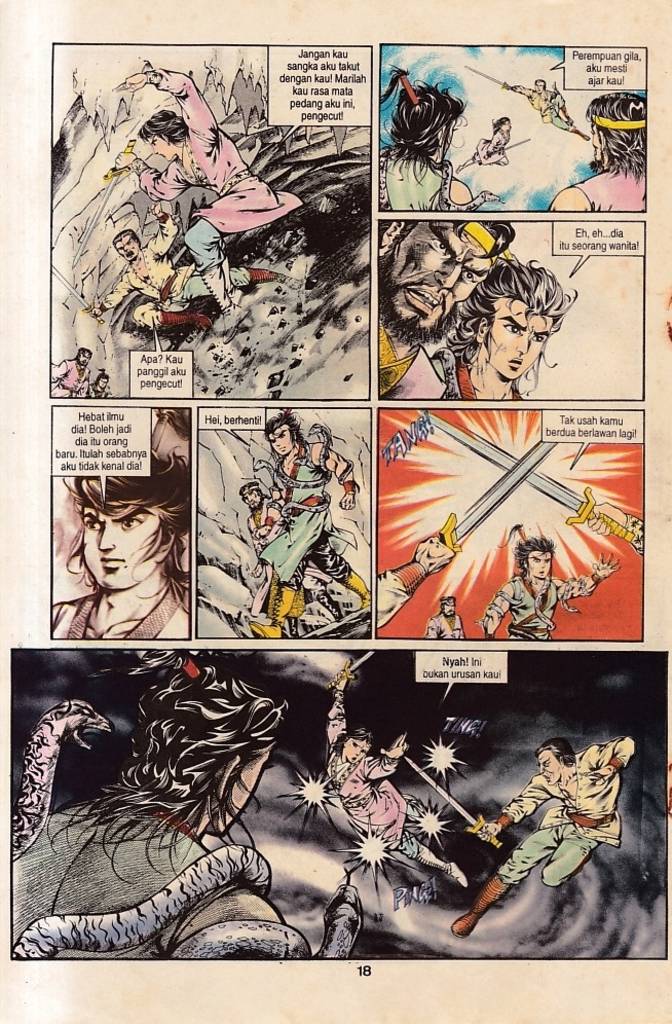 Jangan kau
sangka aku takut
dengan kau! Marilah
kau rasa mata
pedang aku ini,
pengecut!
Apa? Kau
panggil aku
pengecut!
Perempuan gila,
aku mesti
ajar kau!
Eh, eh...dia
itu seorang wanita!
Hebat ilmu
dia! Boleh jadi
dia itu orang
baru. Itulah sebabnya
aku tidak kenal dia!
Hei, berhenti!
TANG!
Tak usah kamu
berdua berlawan lagi!
Nyah! Ini
bukan urusan kau!
TING!
PING!
18